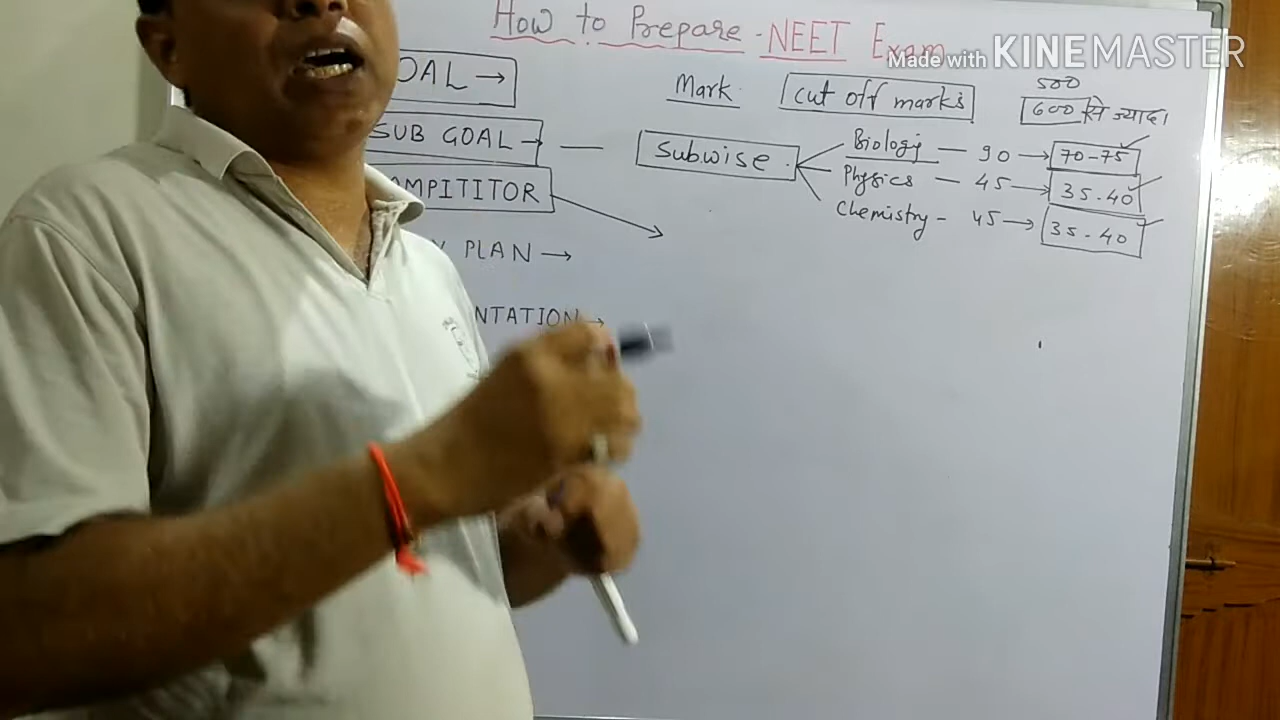 How to Prepare - NEET Exam
Made with KINEMASTER
OAL →
Mark
cut off marks
500
600 से ज्यादा।
SUB GOAL →
Subwise
Biology — 90 → 70-75
Physics — 45 → 35-40
Chemistry - 45 → 35-40
OMPITITOR
PLAN →
NTATION →